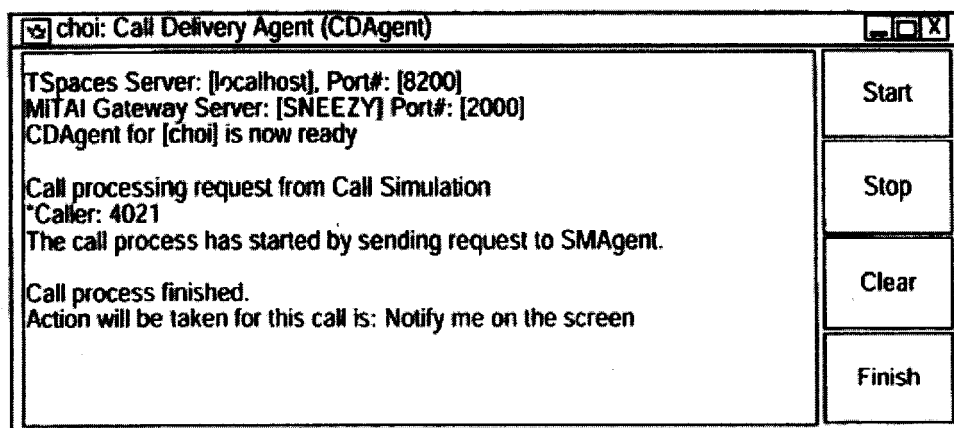 choi: Call Delivery Agent (CDAgent)
TSpaces Server: [localhost], Port#: [8200]
MITAI Gateway Server: [SNEEZY] Port#: [2000]
CDAgent for [choi] is now ready
Call processing request from Call Simulation
*Caller: 4021
The call process has started by sending request to SMAgent.
Call process finished.
Action will be taken for this call is: Notify me on the screen
Start
Stop
Clear
Finish